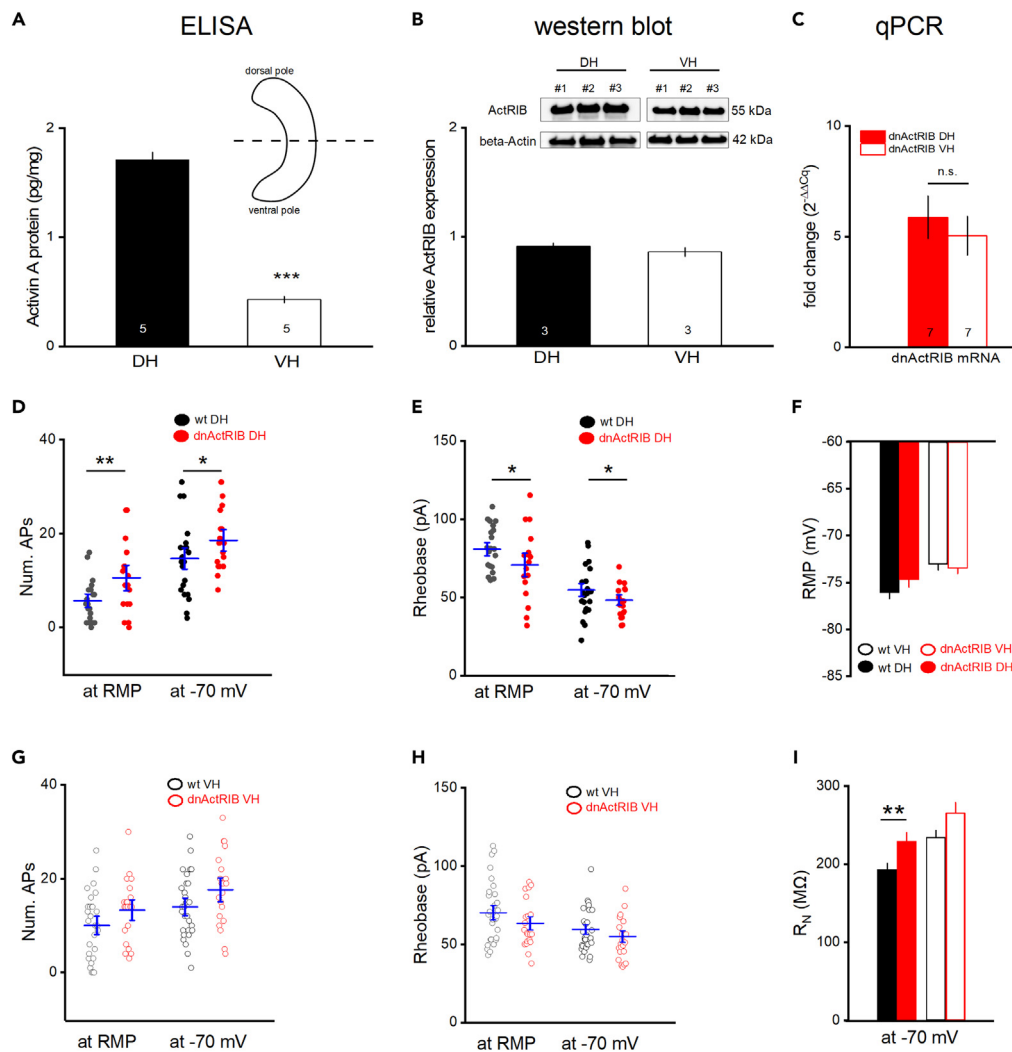 A
ELISA
Activin A protein (pg/mg)
2
1
0
dorsal pole
ventral pole
***
5
5
DH
VH
B
western blot
DH
VH
#1 #2 #3
#1 #2 #3
ActRIB
55 kDa
beta-Actin
42 kDa
relative ActRIB expression
2
1
0
3
3
DH
VH
C
qPCR
fold change (2^-ΔΔCq)
10
5
0
dnActRIB DH
dnActRIB VH
n.s.
7
7
dnActRIB mRNA
D
wt DH
dnActRIB DH
Num. APs
40
20
0
**
*
at RMP
at -70 mV
E
wt DH
dnActRIB DH
Rheobase (pA)
150
100
50
0
*
*
at RMP
at -70 mV
F
RMP (mV)
-60
-65
-70
-75
-80
-85
wt VH
dnActRIB VH
wt DH
dnActRIB DH
G
wt VH
dnActRIB VH
Num. APs
40
20
0
at RMP
at -70 mV
H
wt VH
dnActRIB VH
Rheobase (pA)
150
100
50
0
at RMP
at -70 mV
I
R_N (MΩ)
300
200
100
0
**
at -70 mV